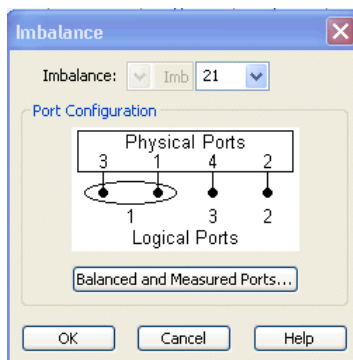 Imbalance
Imbalance: Imb 21
Port Configuration
Physical Ports
3 1 4 2
1 3 2
Logical Ports
Balanced and Measured Ports...
OK Cancel Help